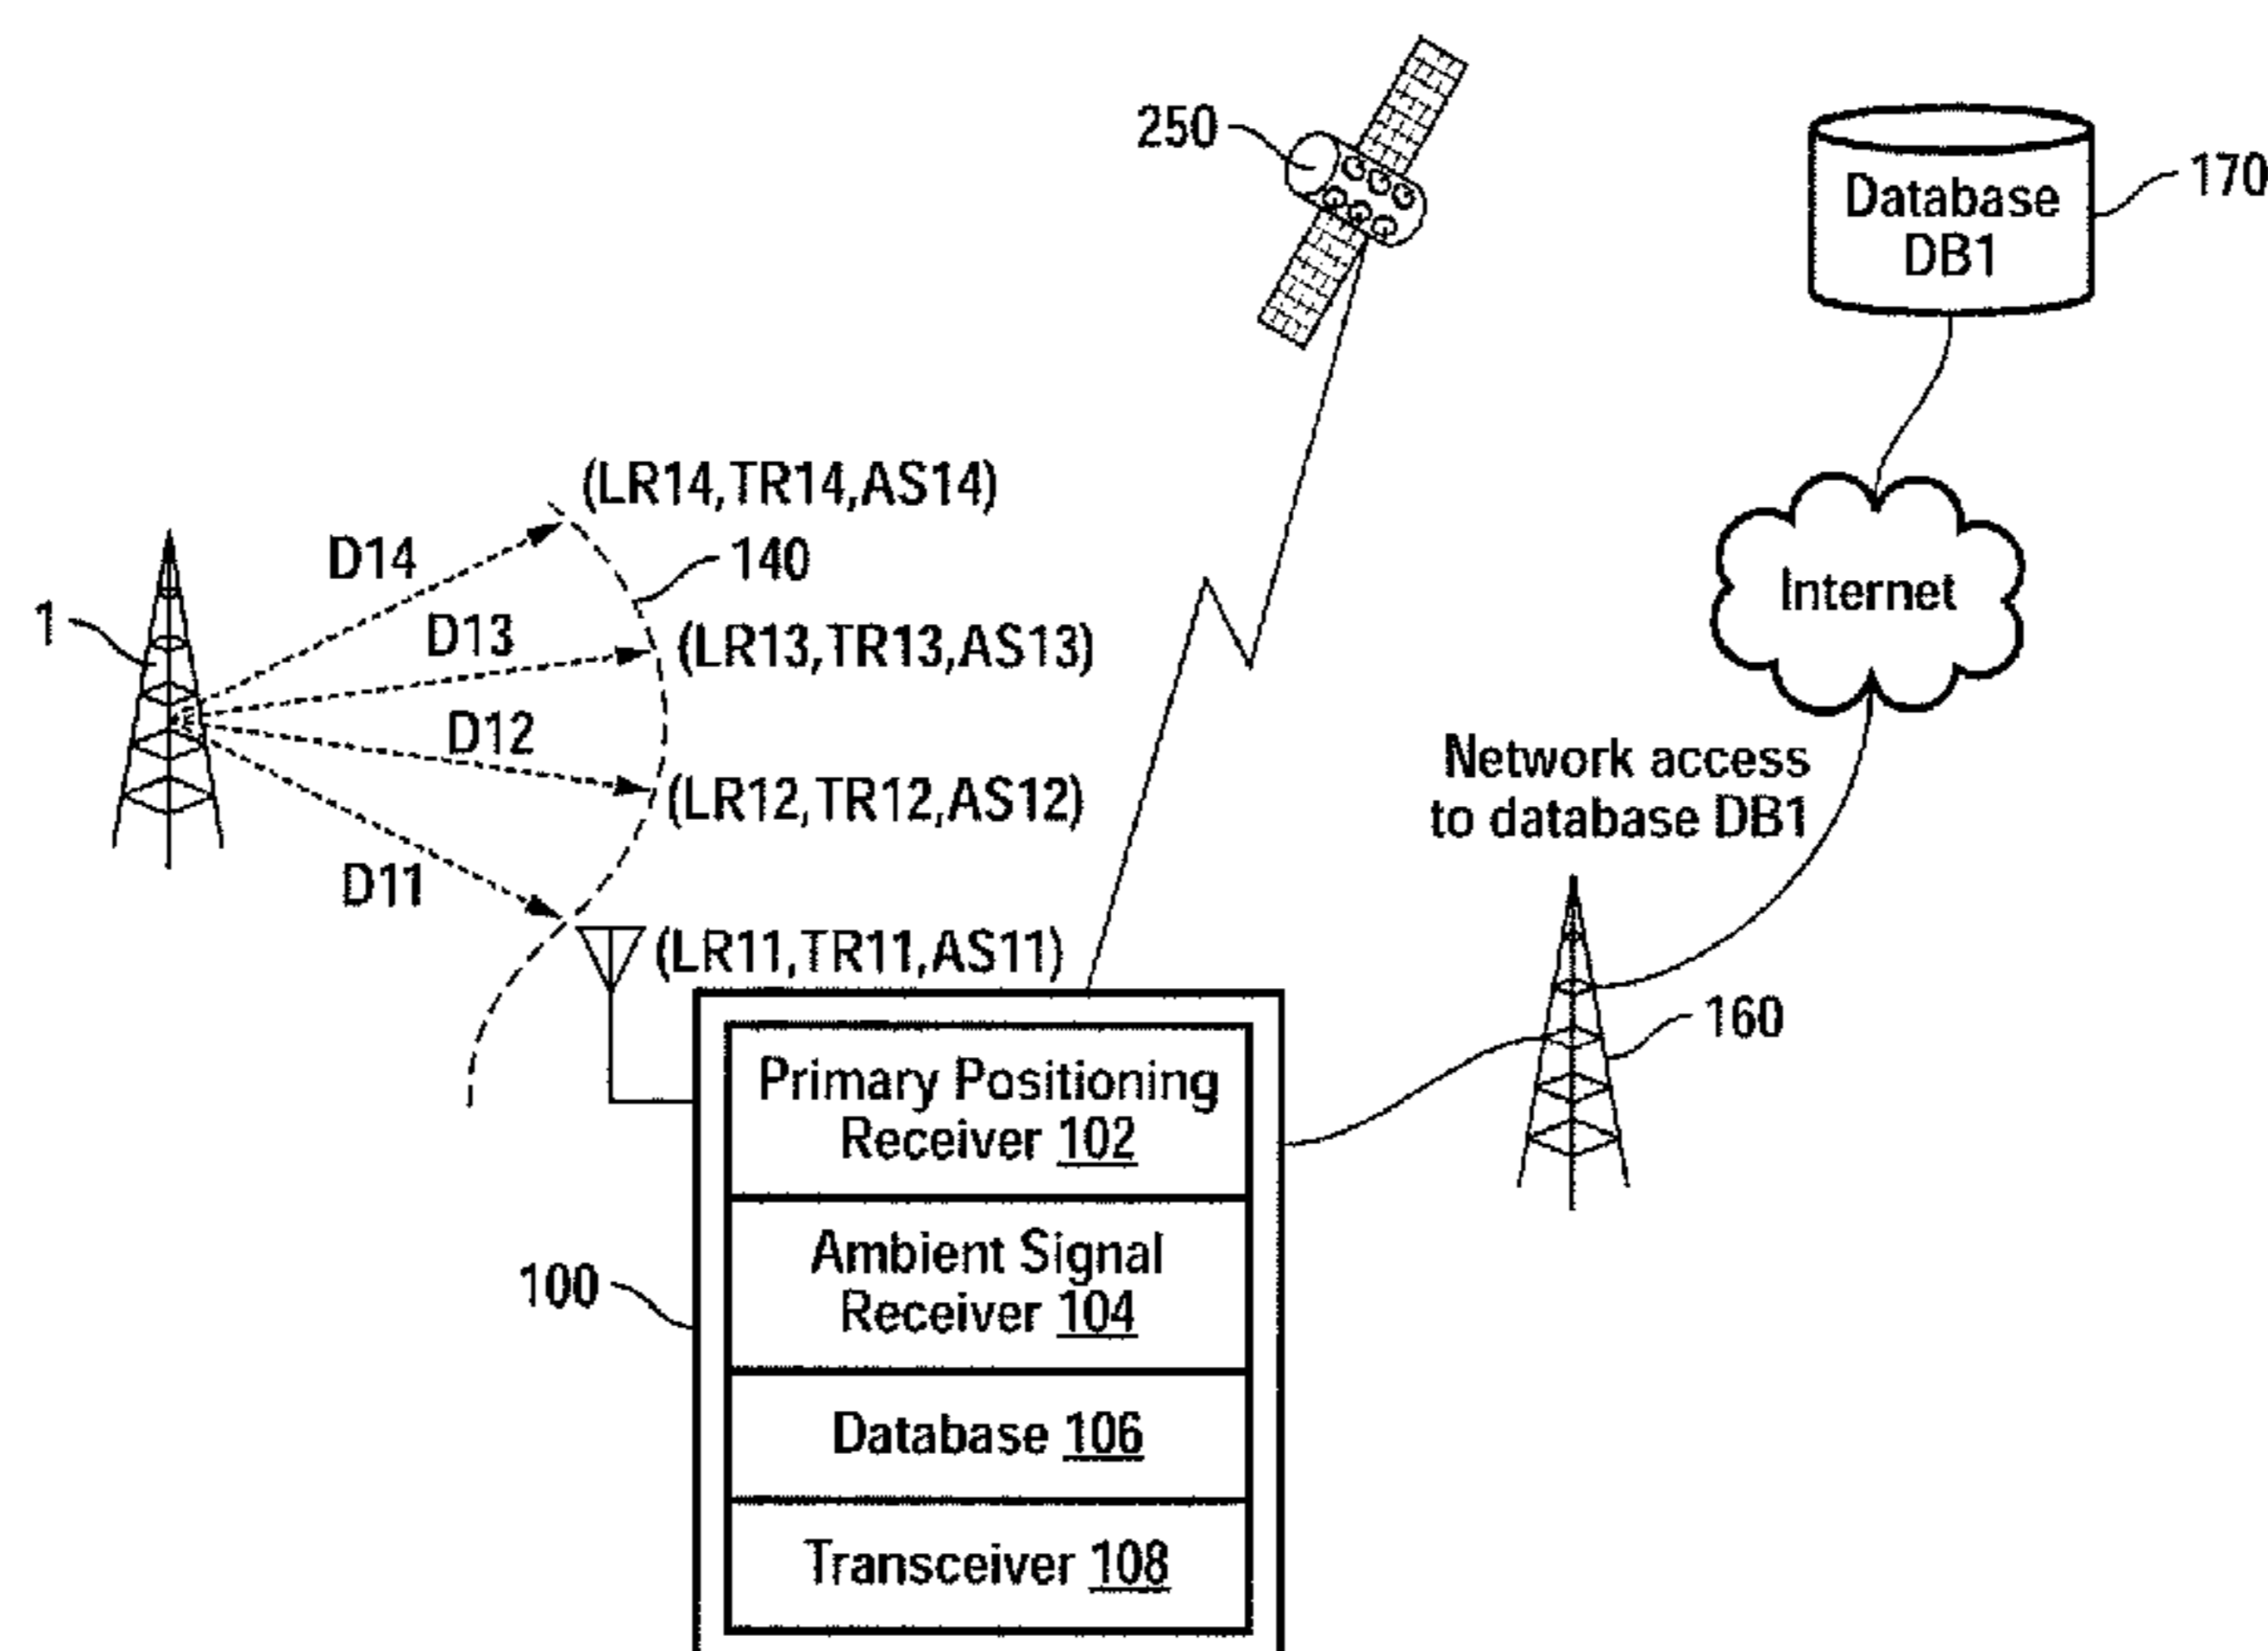 250
Database
DB1
170
(LR14,TR14,AS14)
D14
140
1
D13
(LR13,TR13,AS13)
Internet
D12
(LR12,TR12,AS12)
Network access
to database DB1
D11
(LR11,TR11,AS11)
160
Primary Positioning
Receiver 102
Ambient Signal
Receiver 104
100
Database 106
Transceiver 108